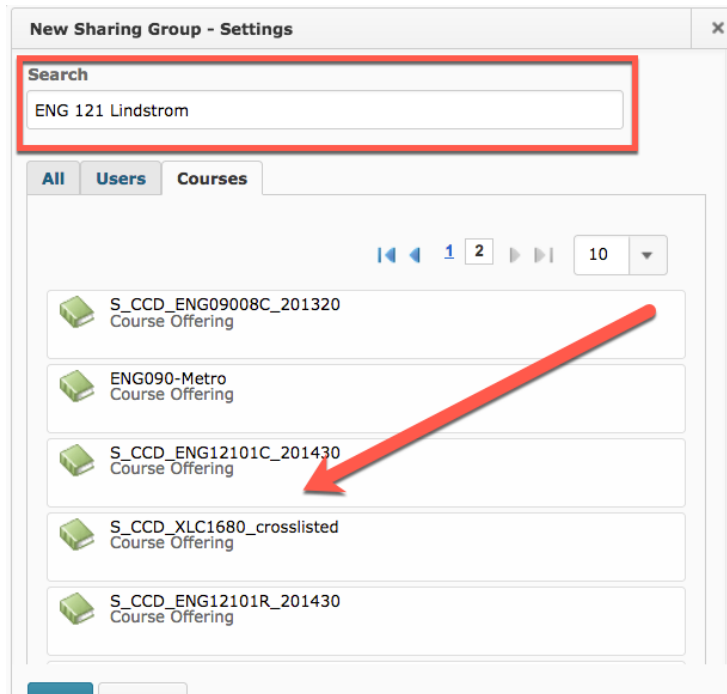 New Sharing Group - Settings
Search
ENG 121 Lindstrom
All Users Courses
1 2 10
S_CCD_ENG09008C_201320
Course Offering
ENG090-Metro
Course Offering
S_CCD_ENG12101C_201430
Course Offering
S_CCD_XLC1680_crosslisted
Course Offering
S_CCD_ENG12101R_201430
Course Offering